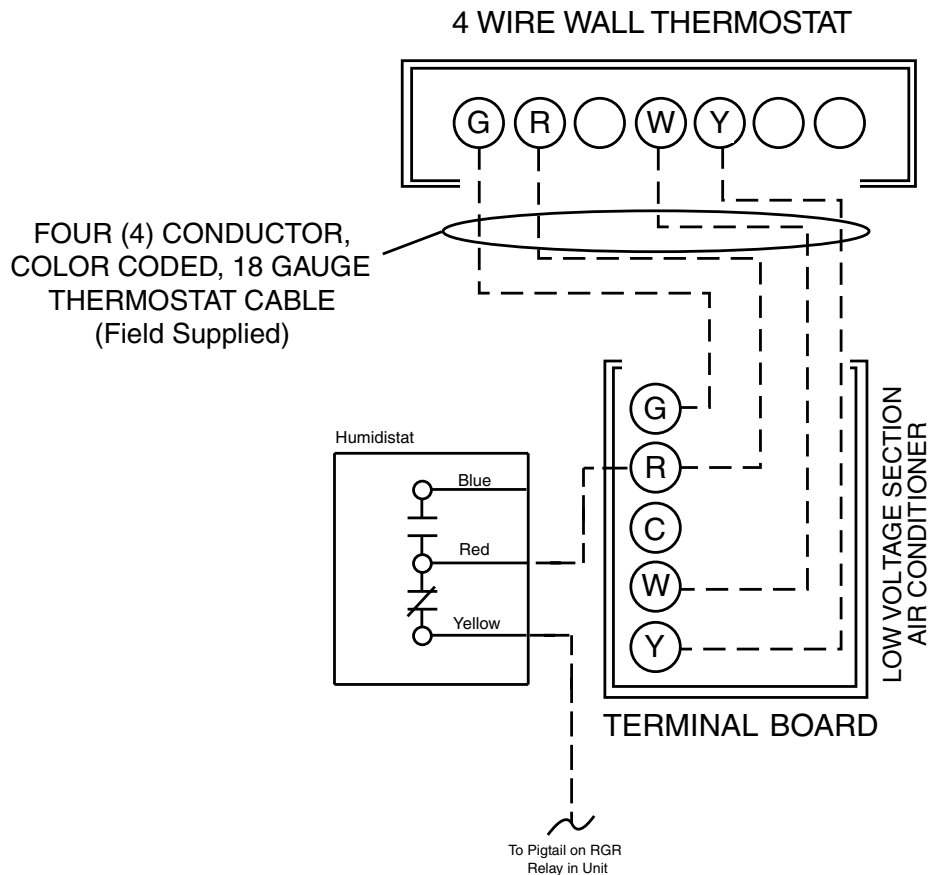 4 WIRE WALL THERMOSTAT
G R W Y
FOUR (4) CONDUCTOR,
COLOR CODED, 18 GAUGE
THERMOSTAT CABLE
(Field Supplied)
Humidistat
Blue
Red
Yellow
G
R
C
W
Y
LOW VOLTAGE SECTION
AIR CONDITIONER
TERMINAL BOARD
To Pigtail on RGR
Relay in Unit